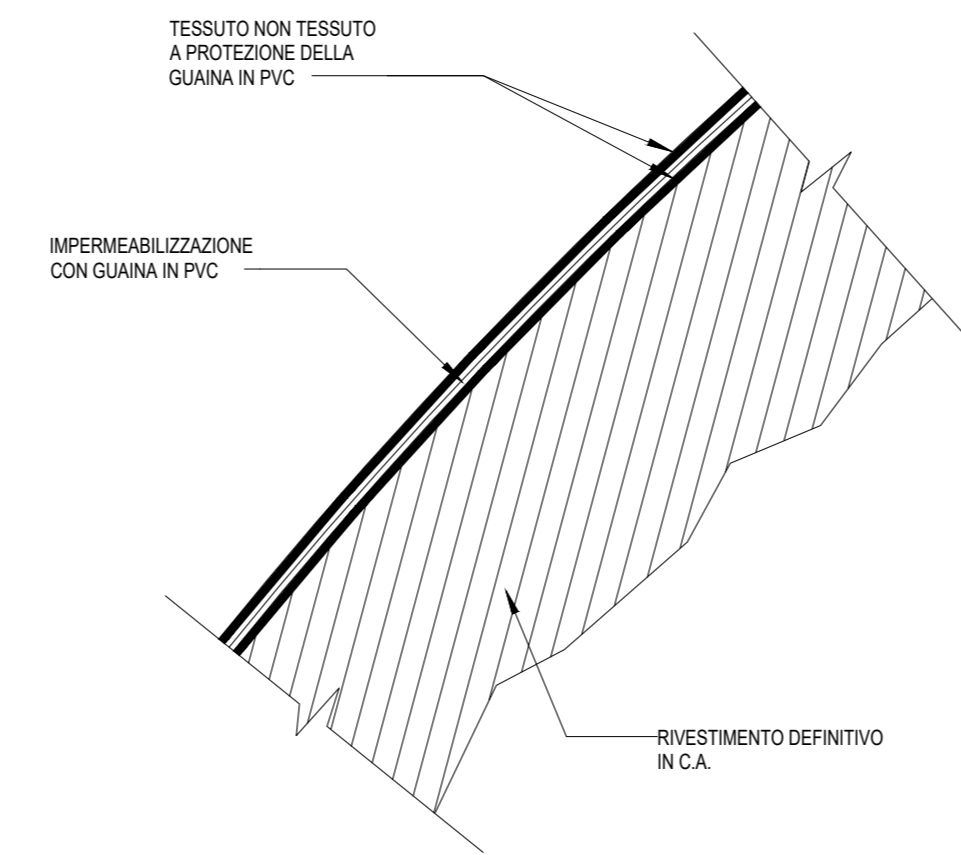 TESSUTO NON TESSUTO
A PROTEZIONE DELLA
GUAINA IN PVC
IMPERMEABILIZZAZIONE
CON GUAINA IN PVC
RIVESTIMENTO DEFINITIVO
IN C.A.